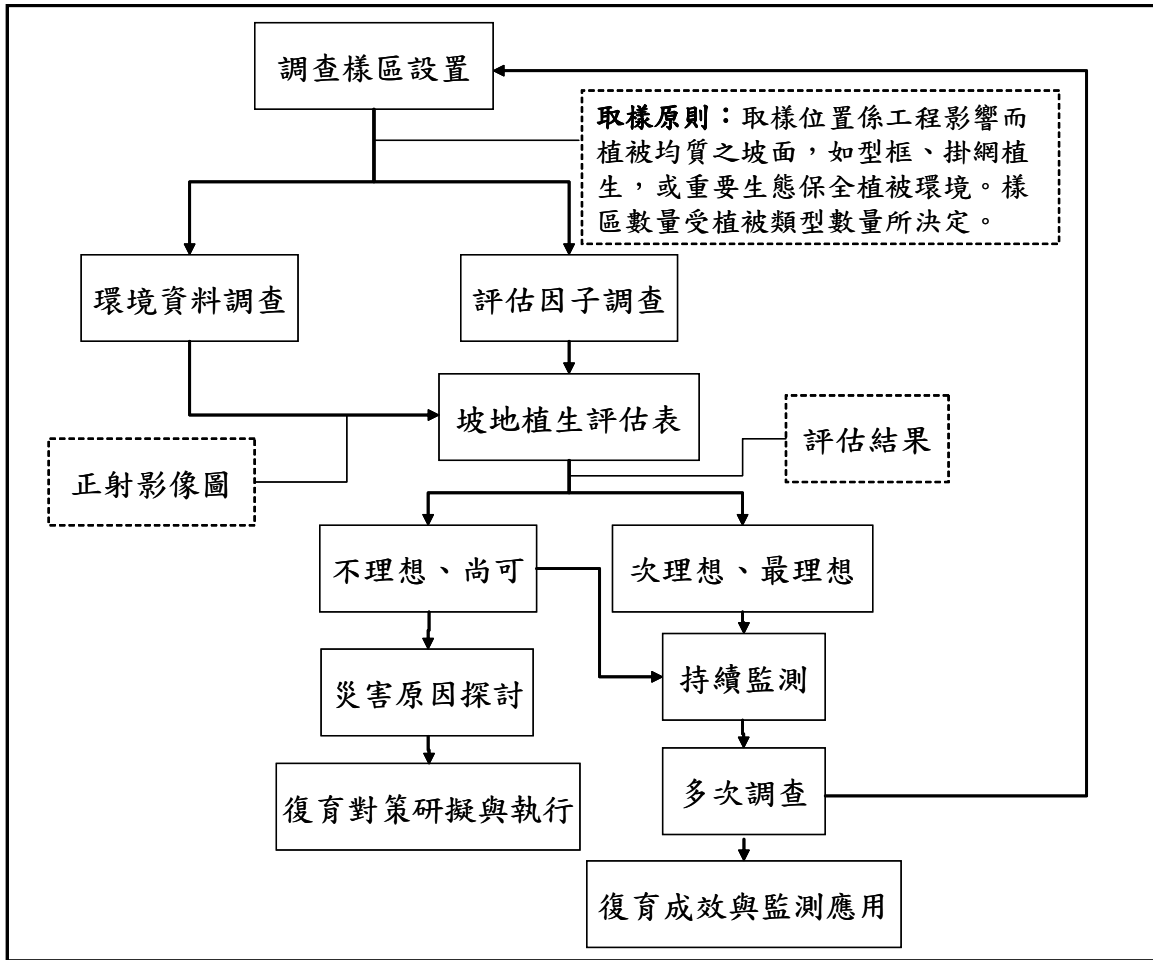 調查樣區設置
取樣原則：取樣位置係工程影響而
植被均質之坡面，如型框、掛網植
生，或重要生態保全植被環境。樣
區數量受植被類型數量所決定。
環境資料調查
評估因子調查
坡地植生評估表
評估結果
正射影像圖
不理想、尚可
次理想、最理想
災害原因探討
持續監測
復育對策研擬與執行
多次調查
復育成效與監測應用